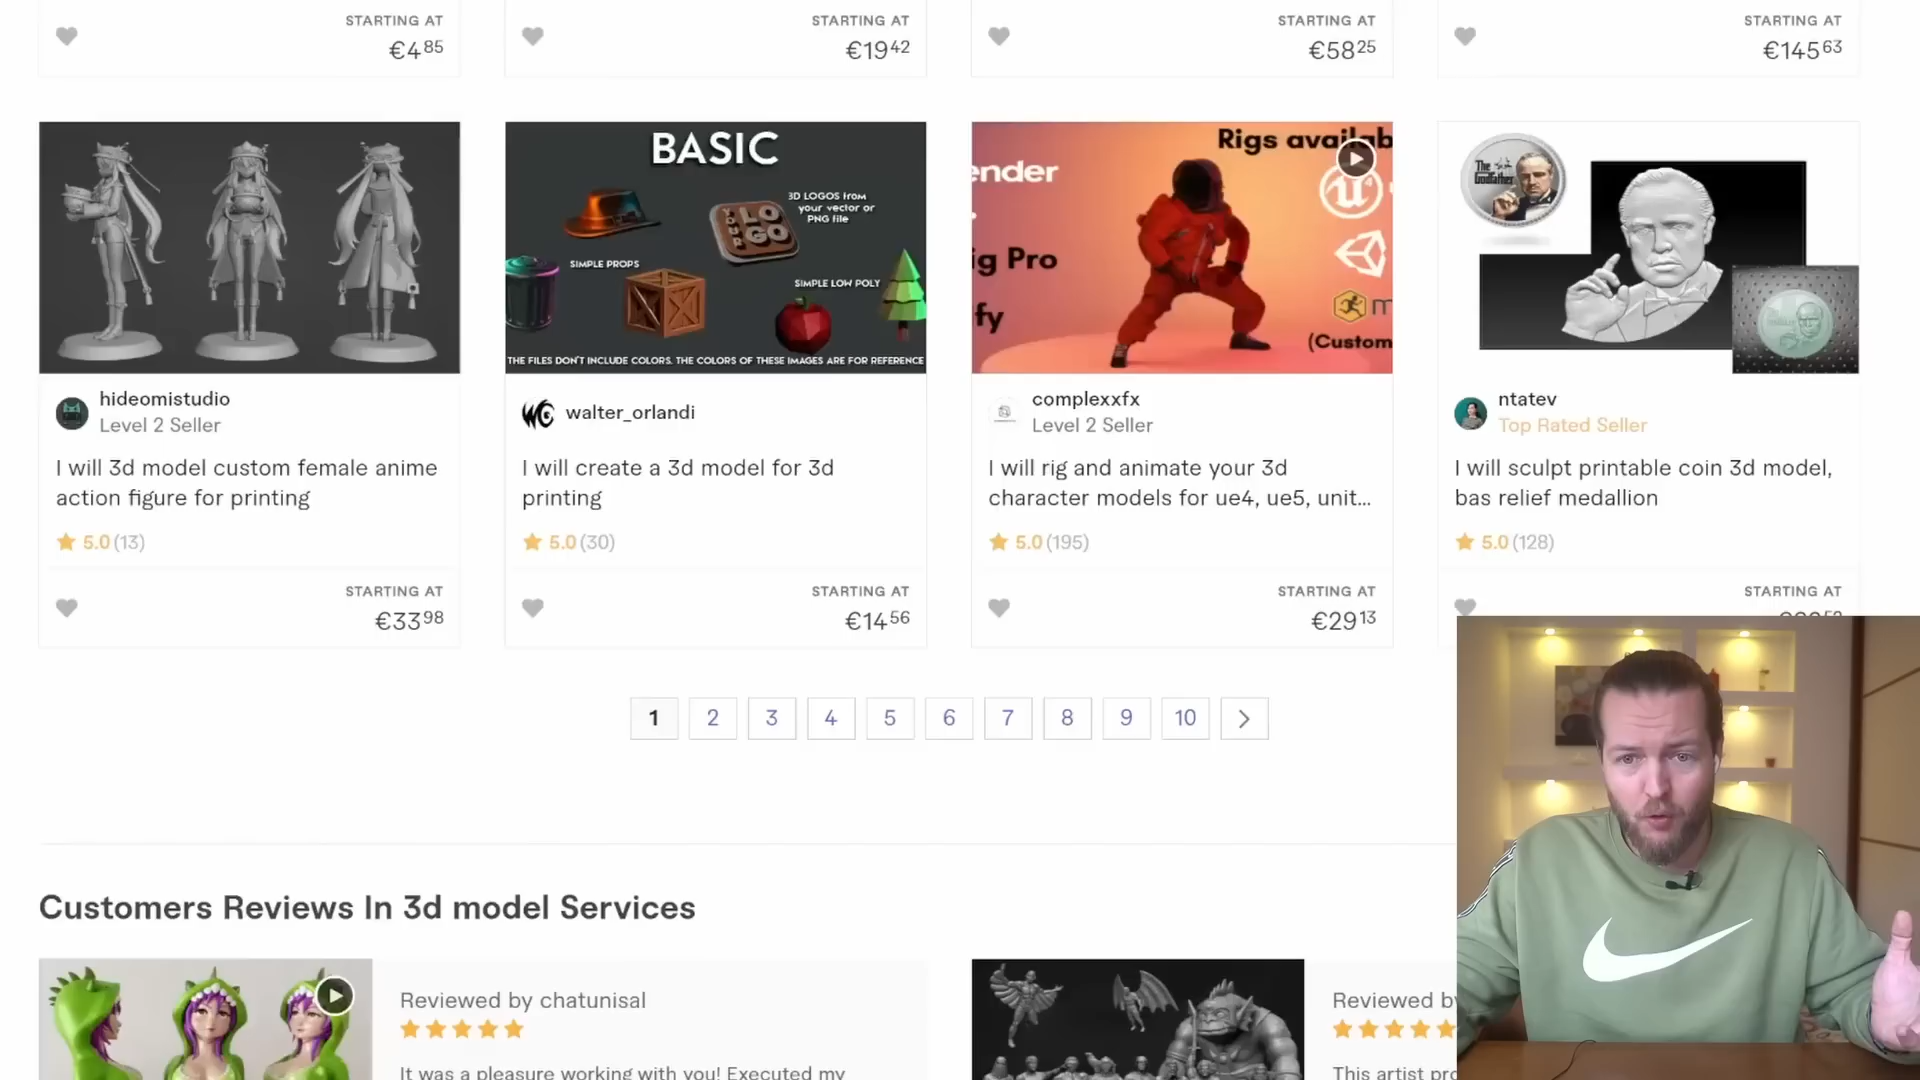 STARTING AT
€4 85
STARTING AT
€19 42
STARTING AT
€58 25
STARTING AT
€145 63
BASIC
3D LOGOS from
your vector or
PNG file
YOUR
LOGO
SIMPLE PROPS
SIMPLE LOW POLY
THE FILES DON'T INCLUDE COLORS. THE COLORS OF THESE IMAGES ARE FOR REFERENCE
Rigs availab
ender
ig Pro
fy
m
(Custom
The
Godfather
hideomistudio
Level 2 Seller
I will 3d model custom female anime
action figure for printing
5.0 (13)
STARTING AT
€33 98
walter_orlandi
I will create a 3d model for 3d
printing
5.0 (30)
STARTING AT
€14 56
complexxfx
Level 2 Seller
I will rig and animate your 3d
character models for ue4, ue5, unit...
5.0 (195)
STARTING AT
€29 13
ntatev
Top Rated Seller
I will sculpt printable coin 3d model,
bas relief medallion
5.0 (128)
STARTING AT
1 2 3 4 5 6 7 8 9 10
Customers Reviews In 3d model Services
Reviewed by chatunisal
It was a pleasure working with you! Executed my
Reviewed by
This artist pro